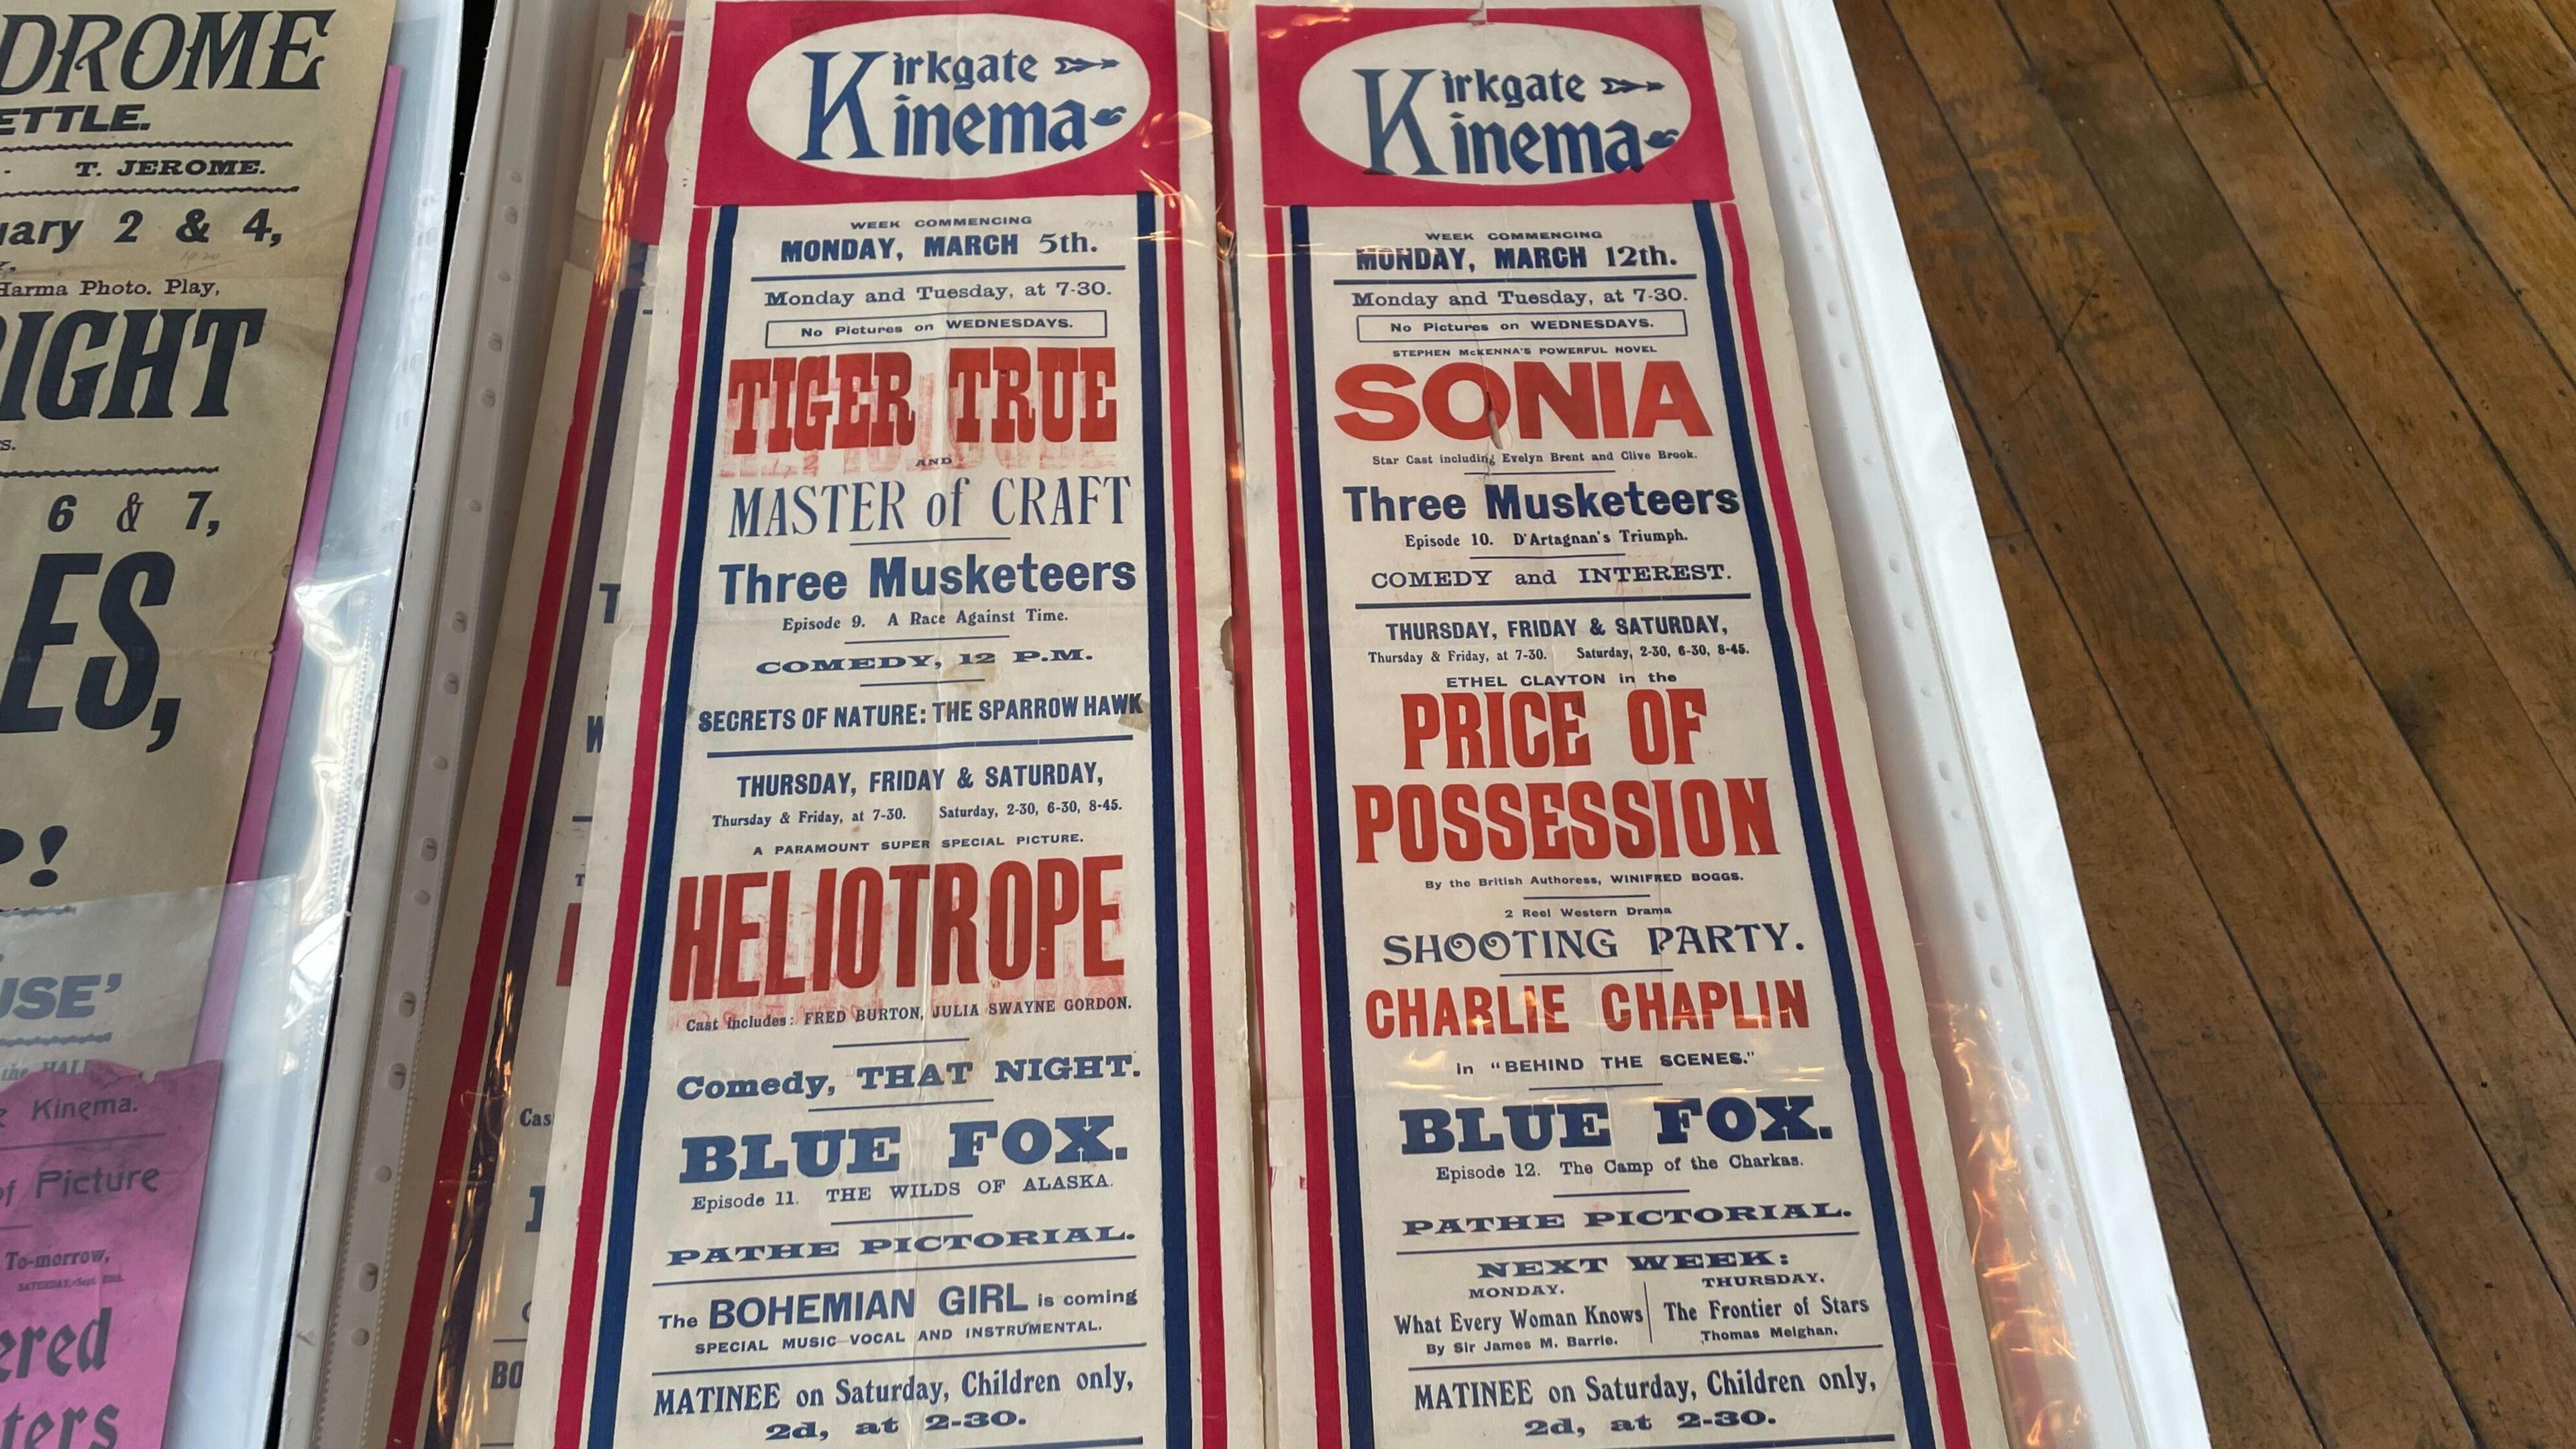 DROME
ETTLE.
T. JEROME.
uary 2 & 4,
1920
Harma Photo. Play,
IGHT
s.
6 & 7,
ES,
P!
USE'
the HALL
Kinema.
of Picture
To-morrow,
ered
ters
T
W
T
Cas
BO
Kirkgate
Kinema
WEEK COMMENCING
1923
MONDAY, MARCH 5th.
Monday and Tuesday, at 7-30.
No Pictures on WEDNESDAYS.
TIGER TRUE
AND
MASTER of CRAFT
Three Musketeers
Episode 9. A Race Against Time.
COMEDY, 12 P.M.
SECRETS OF NATURE: THE SPARROW HAWK
THURSDAY, FRIDAY & SATURDAY,
Thursday & Friday, at 7-30. Saturday, 2-30, 6-30, 8-45.
A PARAMOUNT SUPER SPECIAL PICTURE.
HELIOTROPE
Cast includes: FRED BURTON, JULIA SWAYNE GORDON.
Comedy, THAT NIGHT.
BLUE FOX.
Episode 11. THE WILDS OF ALASKA.
PATHE PICTORIAL.
The BOHEMIAN GIRL is coming
SPECIAL MUSIC—VOCAL AND INSTRUMENTAL.
MATINEE on Saturday, Children only,
2d, at 2-30.
Kirkgate
Kinema
WEEK COMMENCING
MONDAY, MARCH 12th.
Monday and Tuesday, at 7-30.
No Pictures on WEDNESDAYS.
STEPHEN McKENNA'S POWERFUL NOVEL
SONIA
Star Cast including Evelyn Brent and Clive Brook.
Three Musketeers
Episode 10. D'Artagnan's Triumph.
COMEDY and INTEREST.
THURSDAY, FRIDAY & SATURDAY,
Thursday & Friday, at 7-30. Saturday, 2-30, 6-30, 8-45.
ETHEL CLAYTON in the
PRICE OF
POSSESSION
By the British Authoress, WINIFRED BOGGS.
2 Reel Western Drama
SHOOTING PARTY.
CHARLIE CHAPLIN
in "BEHIND THE SCENES."
BLUE FOX.
Episode 12. The Camp of the Charkas.
PATHE PICTORIAL.
NEXT WEEK:
MONDAY. THURSDAY.
What Every Woman Knows The Frontier of Stars
By Sir James M. Barrie. Thomas Meighan.
MATINEE on Saturday, Children only,
2d, at 2-30.